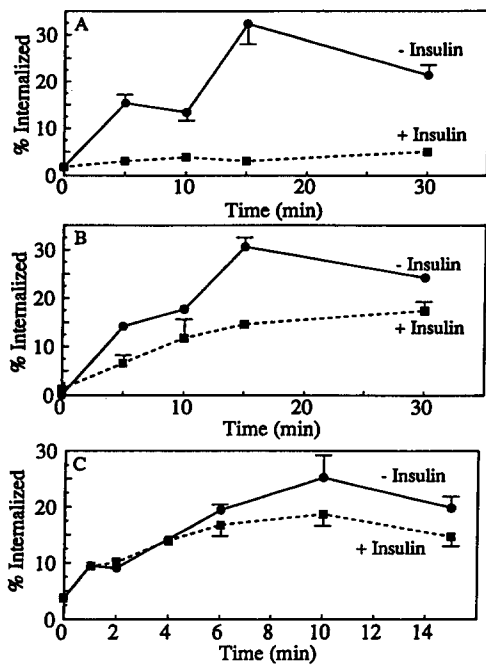 A
30
20
10
0
% Internalized
- Insulin
+ Insulin
0 10 20 30
Time (min)
B
30
20
10
0
% Internalized
- Insulin
+ Insulin
0 10 20 30
Time (min)
C
30
20
10
0
% Internalized
- Insulin
+ Insulin
0 2 4 6 8 10 12 14
Time (min)